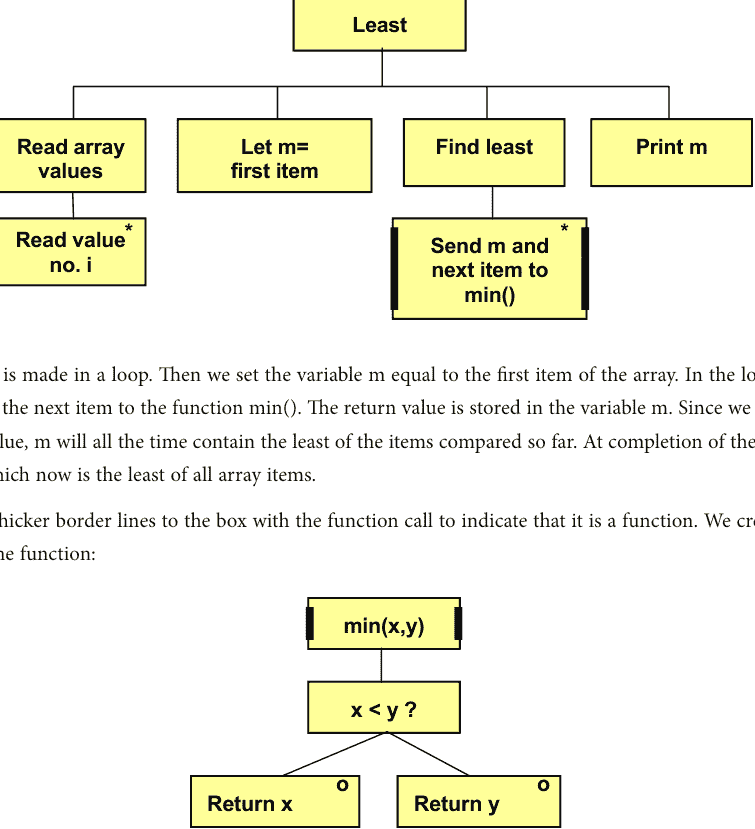 Least
Read array
values
Let m=
first item
Find least
Print m
Read value *
no. i
*
Send m and
next item to
min()
is made in a loop. Then we set the variable m equal to the first item of the array. In the lo
the next item to the function min(). The return value is stored in the variable m. Since we
lue, m will all the time contain the least of the items compared so far. At completion of the
hich now is the least of all array items.
hicker border lines to the box with the function call to indicate that it is a function. We cre
he function:
min(x,y)
x < y ?
Return x o
Return y o